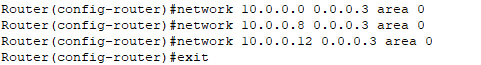 Router(config-router)#network 10.0.0.0 0.0.0.3 area 0
Router(config-router)#network 10.0.0.8 0.0.0.3 area 0
Router(config-router)#network 10.0.0.12 0.0.0.3 area 0
Router(config-router)#exit